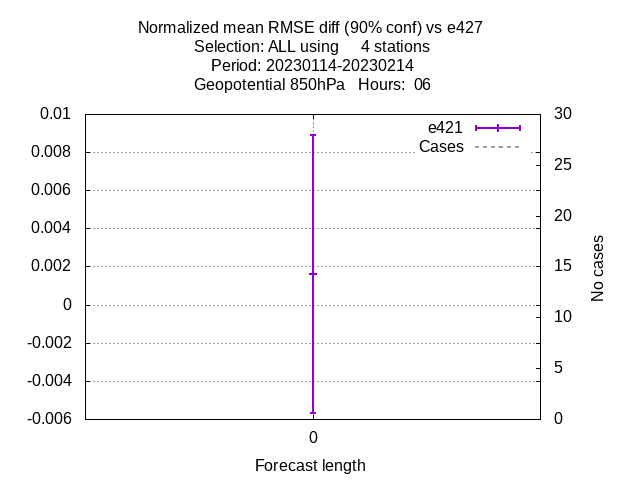 Normalized mean RMSE diff (90% conf) vs e427
Selection: ALL using     4 stations
Period: 20230114-20230214
Geopotential 850hPa   Hours:  06
0.01
0.008
0.006
0.004
0.002
0
-0.002
-0.004
-0.006
30
25
20
15
10
5
0
e421
Cases
No cases
0
Forecast length